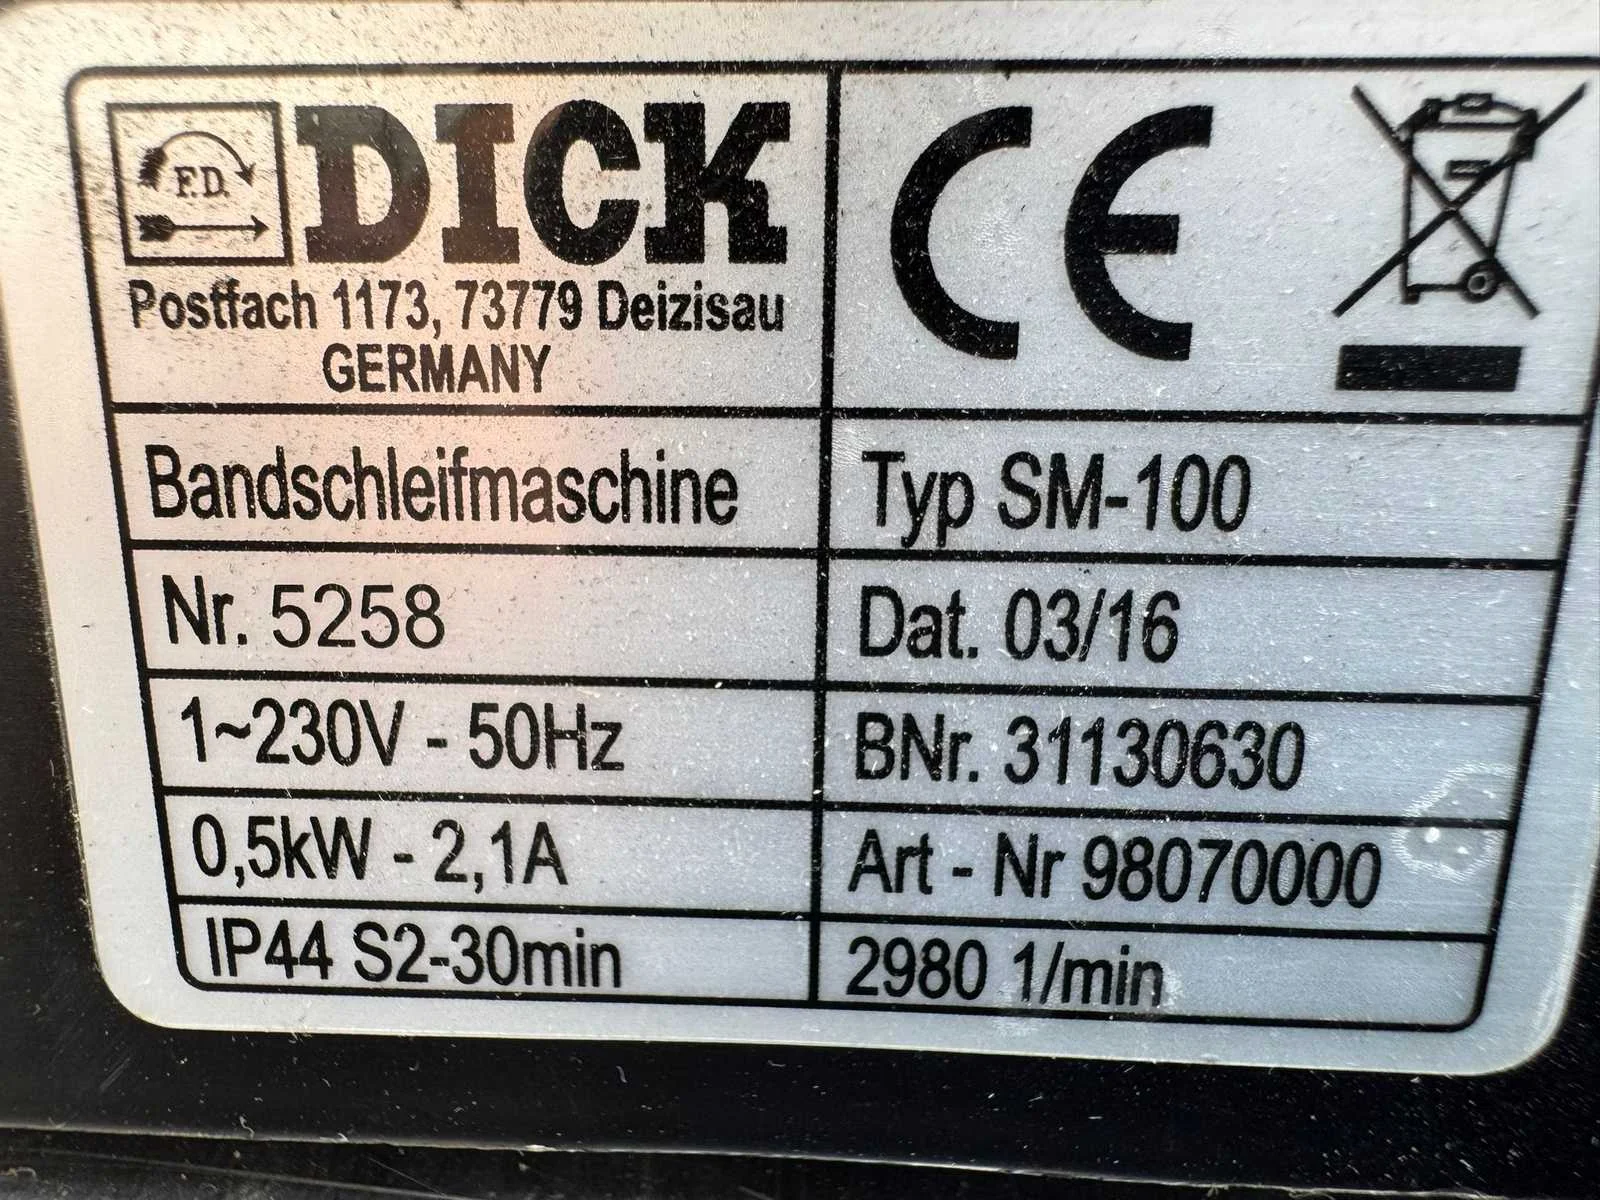 F.D. DICK
Postfach 1173, 73779 Deizisau
GERMANY
CE
Bandschleifmaschine
Typ SM-100
Nr. 5258
Dat. 03/16
1~230V - 50Hz
BNr. 31130630
0,5kW - 2,1A
Art - Nr 98070000
IP44 S2-30min
2980 1/min